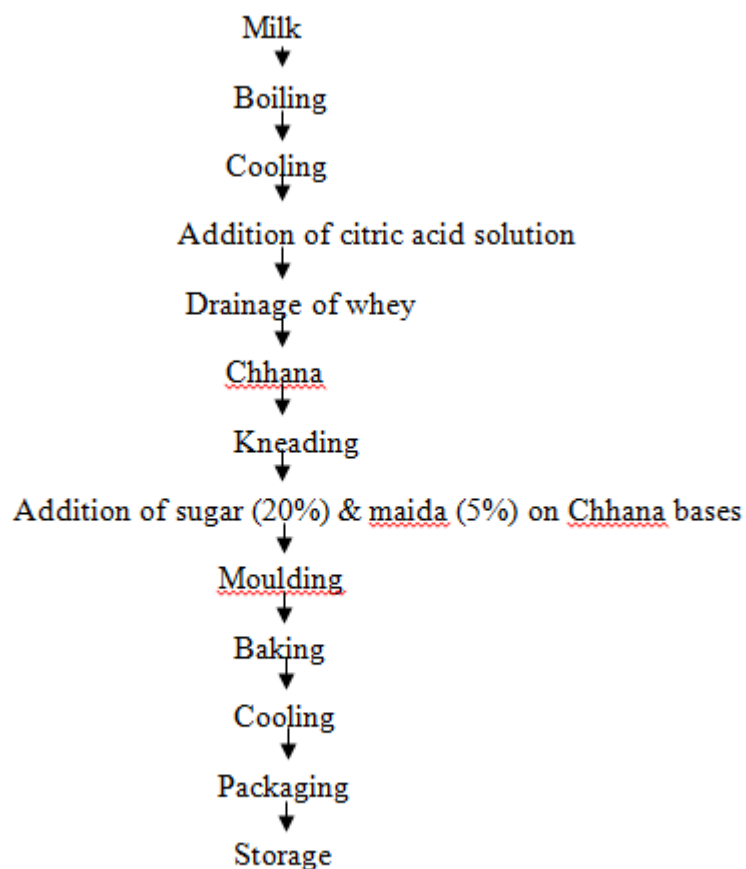 Milk
Boiling
Cooling
Addition of citric acid solution
Drainage of whey
Chhana
Kneading
Addition of sugar (20%) & maida (5%) on Chhana bases
Moulding
Baking
Cooling
Packaging
Storage